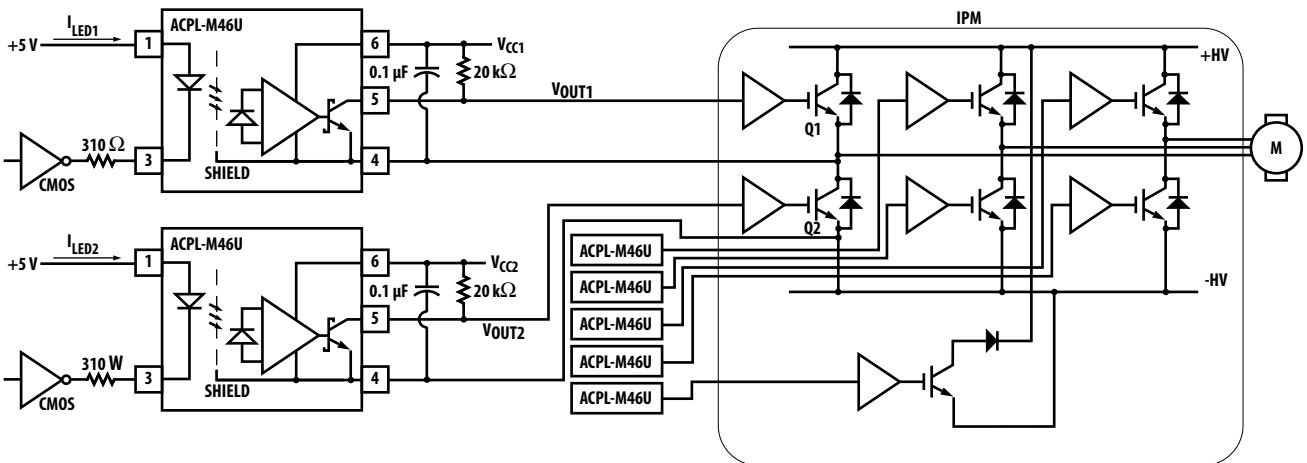 ACPL-M46U
I LED1
+5 V
1
6
VCC1
0.1 µF
20 kΩ
5
VOUT1
310 Ω
3
4
CMOS
SHIELD
IPM
+HV
Q1
M
Q2
-HV
ACPL-M46U
I LED2
+5 V
1
6
VCC2
0.1 µF
20 kΩ
5
VOUT2
310 W
3
4
CMOS
SHIELD
ACPL-M46U
ACPL-M46U
ACPL-M46U
ACPL-M46U
ACPL-M46U